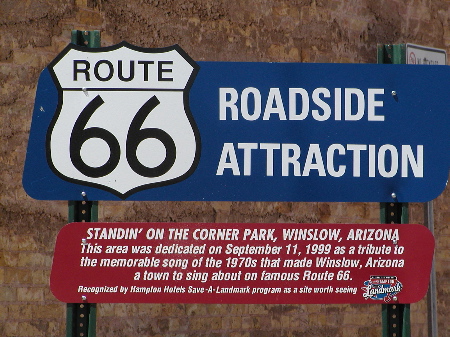 ROUTE
66
ROADSIDE
ATTRACTION
STANDIN' ON THE CORNER PARK, WINSLOW, ARIZONA
This area was dedicated on September 11, 1999 as a tribute to
the memorable song of the 1970s that made Winslow, Arizona
a town to sing about on famous Route 66.
Recognized by Hampton Hotels Save-A-Landmark program as a site worth seeing
Landmark